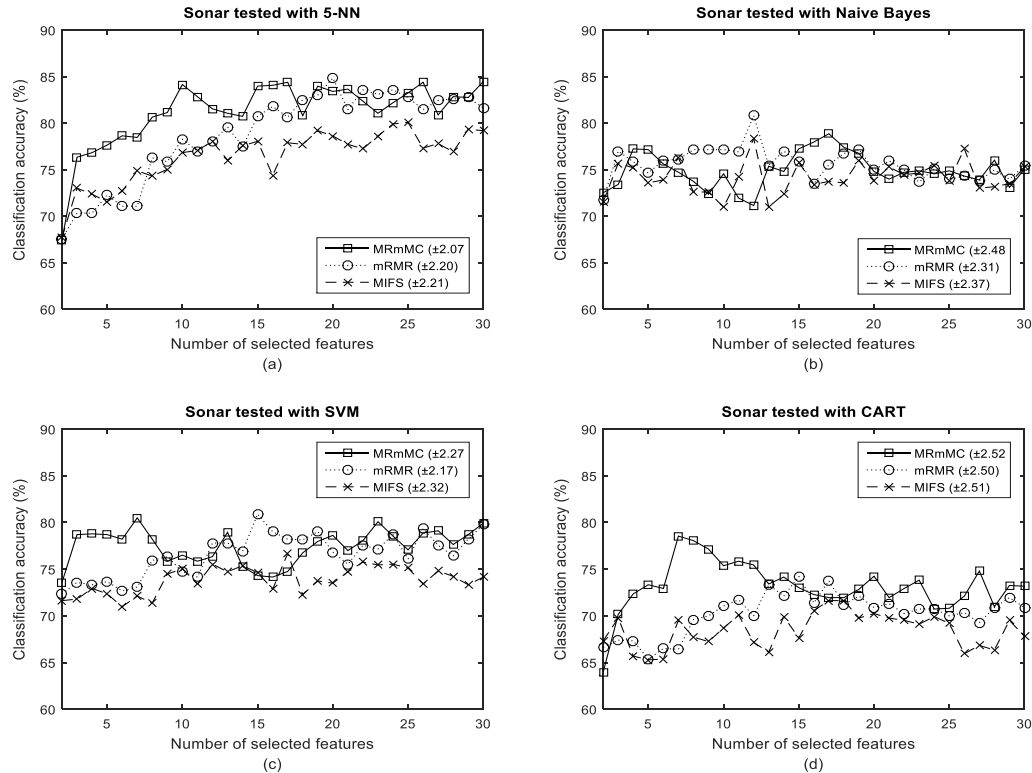 Sonar tested with 5-NN
90
85
80
75
70
65
60
Classification accuracy (%)
MRmMC (±2.07
mRMR (±2.20)
MIFS (±2.21)
5
10
15
20
25
30
Number of selected features
(a)
Sonar tested with Naive Bayes
90
85
80
75
70
65
60
Classification accuracy (%)
MRmMC (±2.48
mRMR (±2.31)
MIFS (±2.37)
5
10
15
20
25
30
Number of selected features
(b)
Sonar tested with SVM
90
85
80
75
70
65
60
Classification accuracy (%)
MRmMC (±2.27
mRMR (±2.17)
MIFS (±2.32)
5
10
15
20
25
30
Number of selected features
(c)
Sonar tested with CART
90
85
80
75
70
65
60
Classification accuracy (%)
MRmMC (±2.52
mRMR (±2.50)
MIFS (±2.51)
5
10
15
20
25
30
Number of selected features
(d)